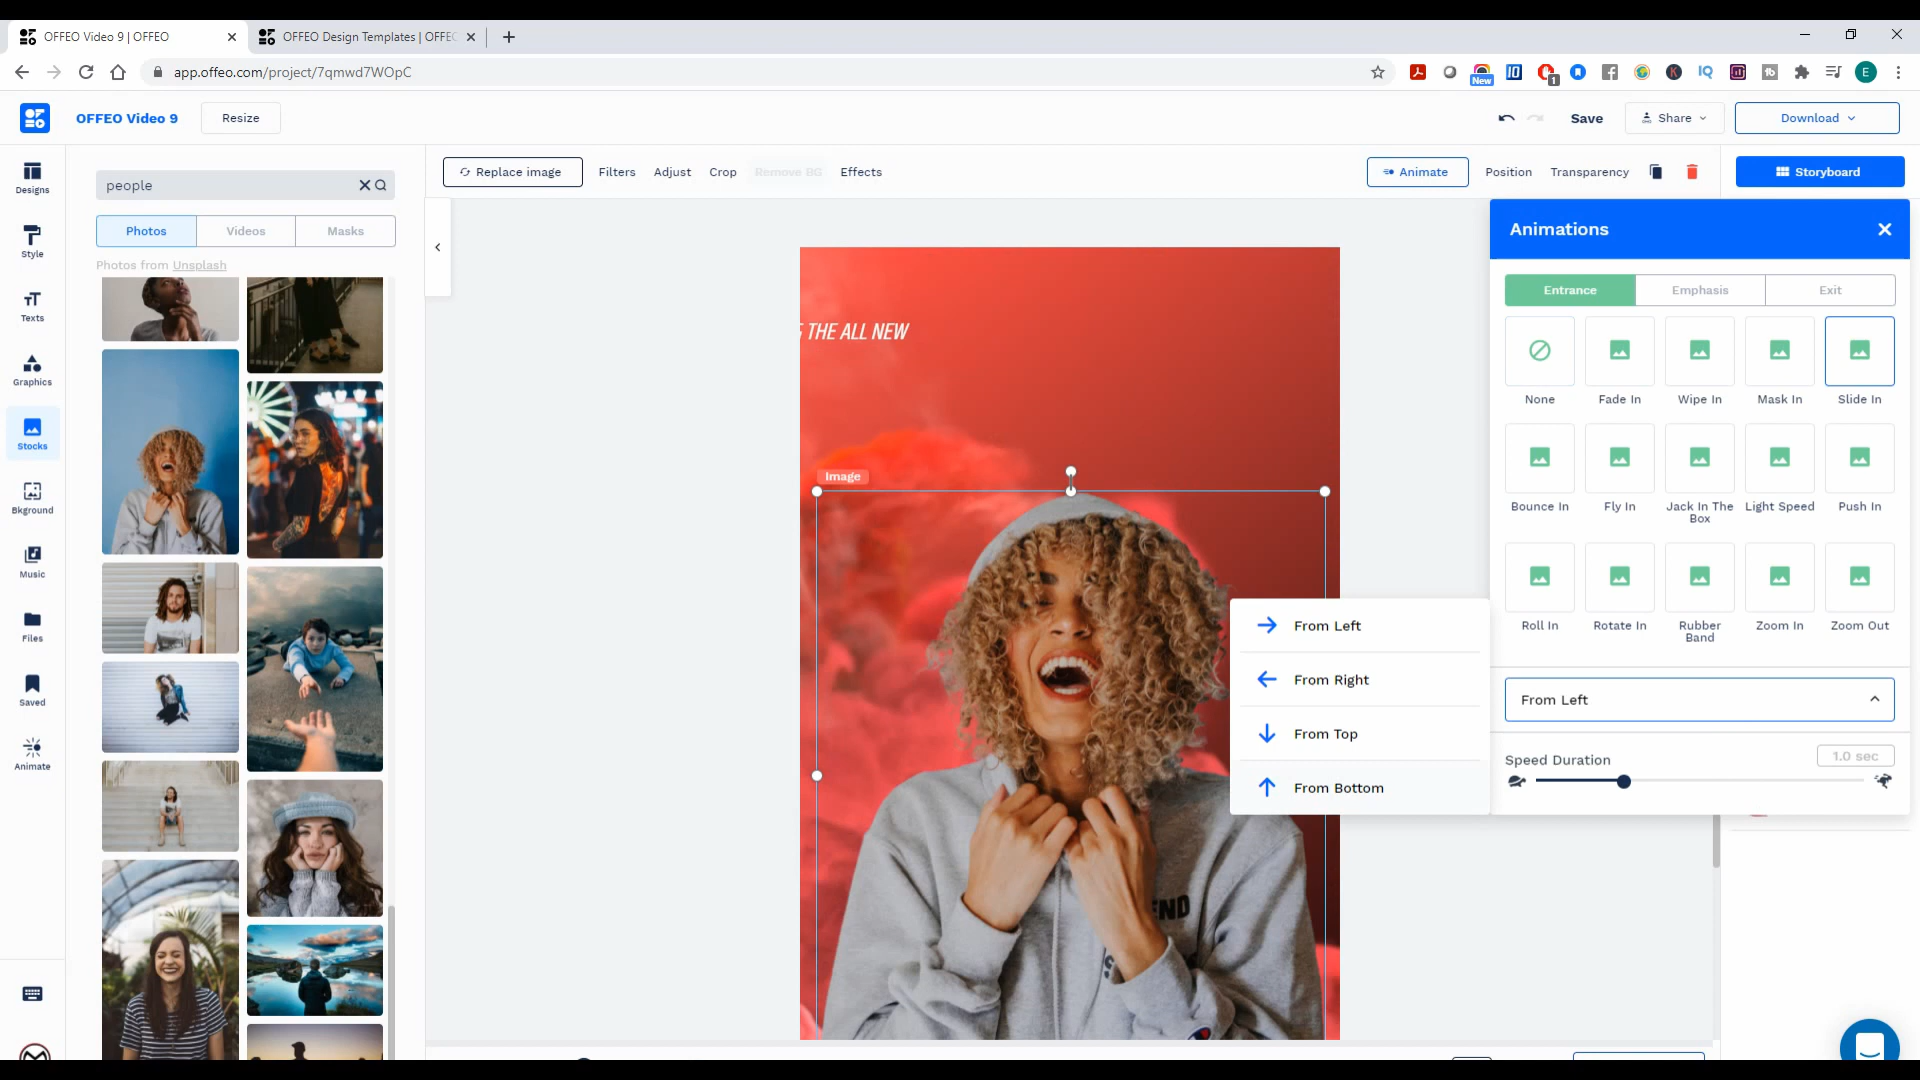 OFFEO Video 9 | OFFEO
OFFEO Design Templates | OFFEO
app.offeo.com/project/7qmwd7WOpC
New
1
E
OFFEO Video 9
Resize
Save
Share
Download
Designs
Style
Texts
Graphics
Stocks
Bkground
Music
Files
Saved
Animate
people
Photos
Videos
Masks
Photos from Unsplash
Replace image
Filters
Adjust
Crop
Remove BG
Effects
Animate
Position
Transparency
Storyboard
THE ALL NEW
Image
END
Animations
Entrance
Emphasis
Exit
None
Fade In
Wipe In
Mask In
Slide In
Bounce In
Fly In
Jack In The
Box
Light Speed
Push In
Roll In
Rotate In
Rubber
Band
Zoom In
Zoom Out
From Left
From Right
From Top
From Bottom
From Left
Speed Duration
1.0 sec